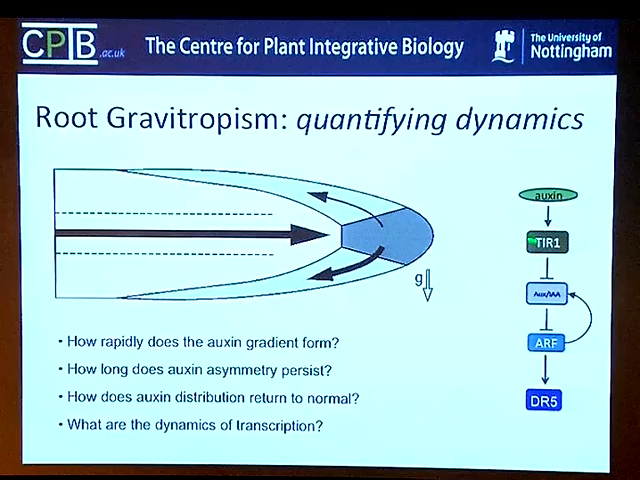 CPIB.ac.uk
The Centre for Plant Integrative Biology
The University of
Nottingham
Root Gravitropism: quantifying dynamics
auxin
TIR1
Aux/IAA
ARF
DR5
g
• How rapidly does the auxin gradient form?
• How long does auxin asymmetry persist?
• How does auxin distribution return to normal?
• What are the dynamics of transcription?